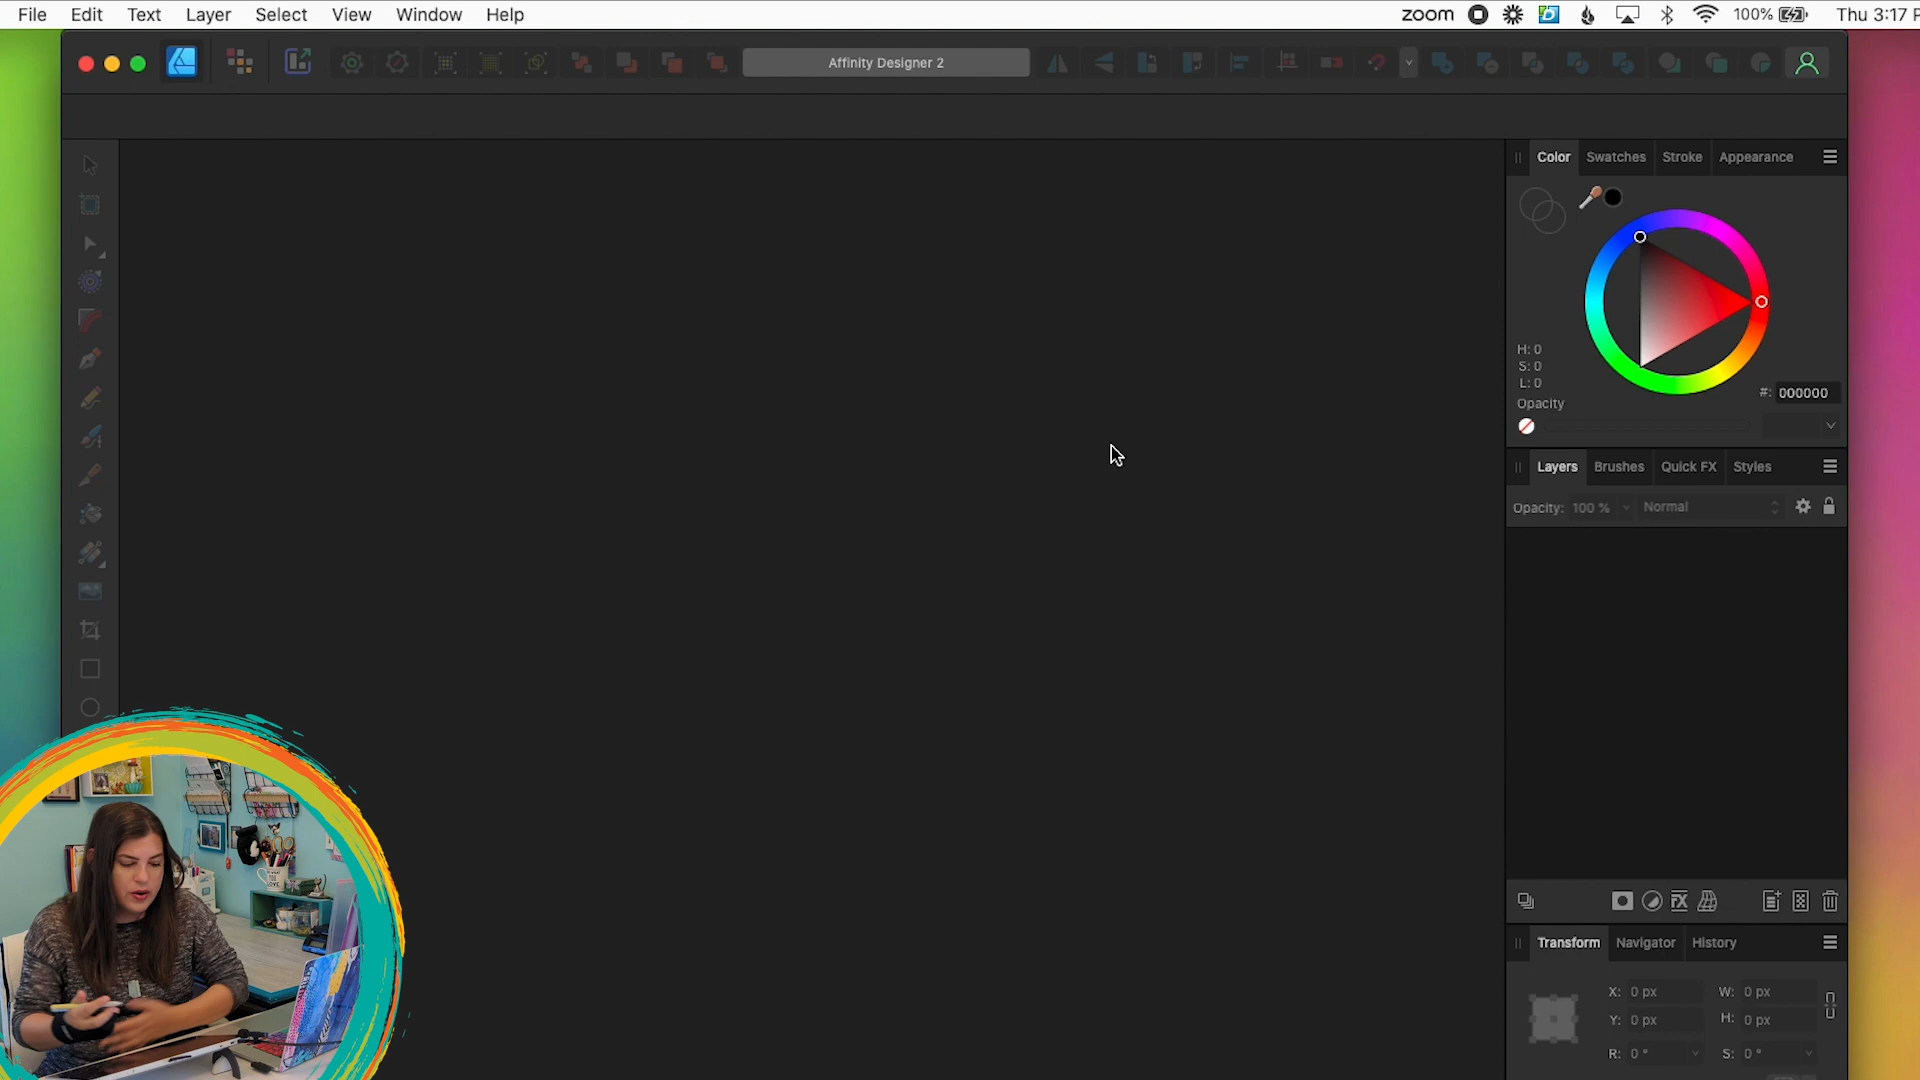 File Edit Text Layer Select View Window Help
zoom 100% Thu 3:17 P
Affinity Designer 2
Color Swatches Stroke Appearance
H: 0
S: 0
L: 0
#: 000000
Opacity
Layers Brushes Quick FX Styles
Opacity: 100 % Normal
Transform Navigator History
X: 0 px W: 0 px
Y: 0 px H: 0 px
R: 0 ° S: 0 °